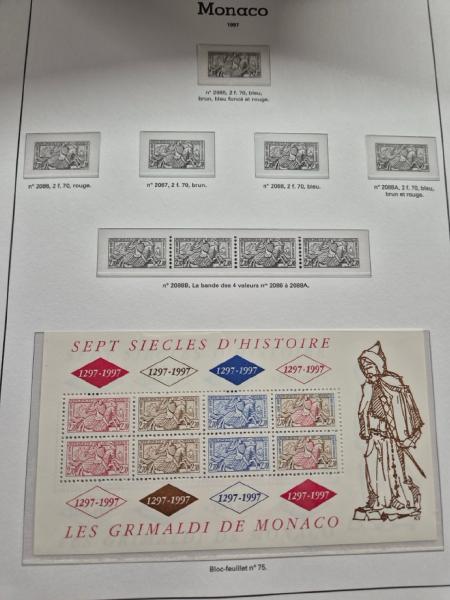 Monaco
1997
n° 2085, 2 f. 70, bleu,
brun, bleu foncé et rouge.
n° 2086, 2 f. 70, rouge.
n° 2087, 2 f. 70, brun.
n° 2088, 2 f. 70, bleu.
n° 2088A, 2 f. 70, bleu,
brun et rouge.
n° 2088B, La bande des 4 valeurs nos 2086 à 2088A.
SEPT SIECLES D'HISTOIRE
1297-1997 1297-1997 1297-1997 1297-1997
1297-1997 1297-1997 1297-1997 1297-1997
LES GRIMALDI DE MONACO
Bloc-feuillet n° 75.